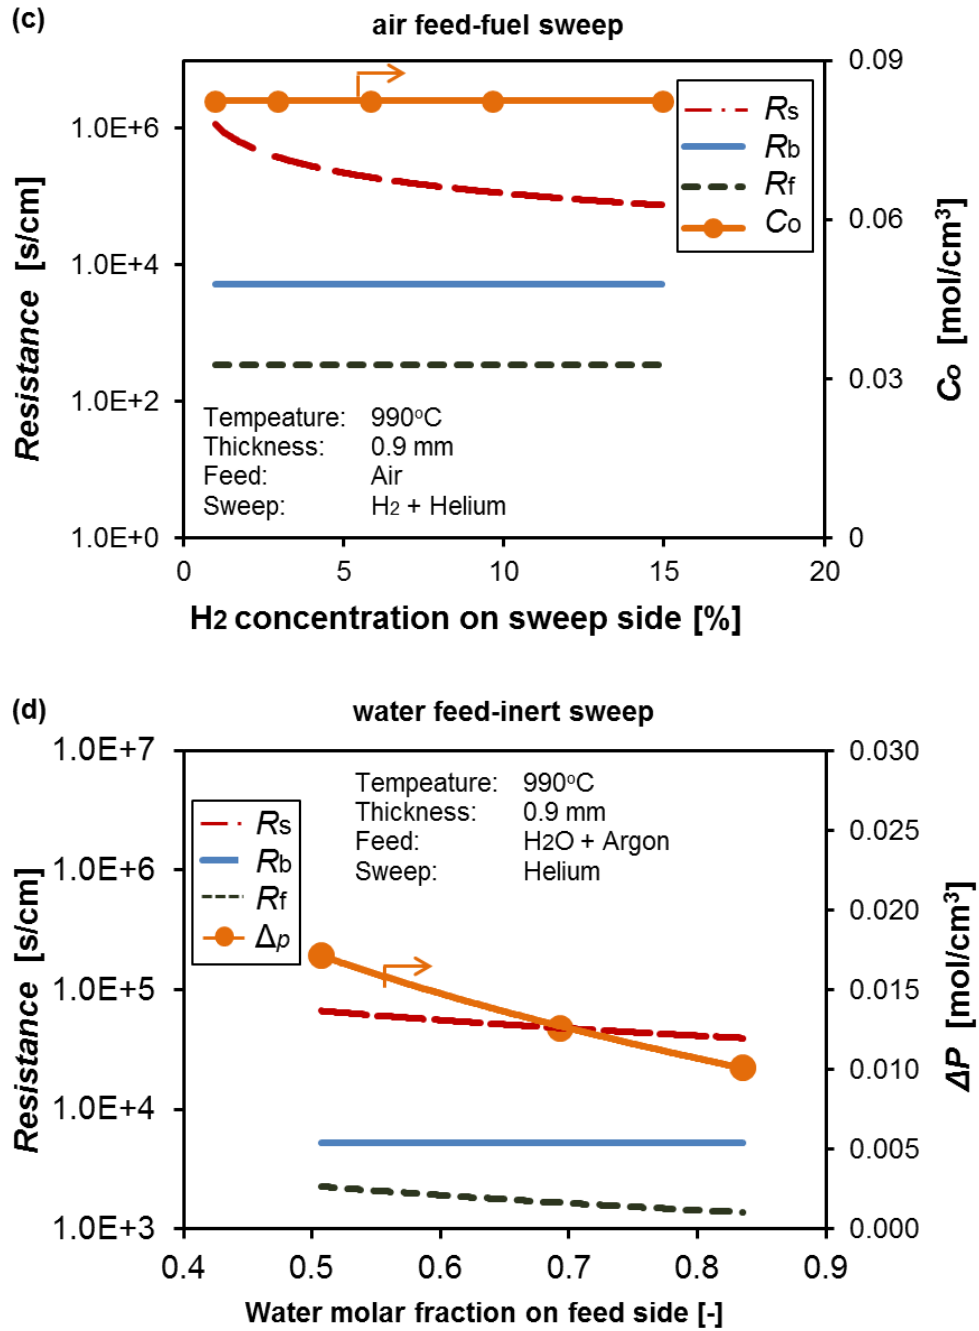 (c)
air feed-fuel sweep
0.09
1.0E+6
Rs
Rb
Rf
Co
0.06
Resistance [s/cm]
1.0E+4
Co [mol/cm3]
0.03
1.0E+2
Tempeature: 990oC
Thickness: 0.9 mm
Feed: Air
Sweep: H2 + Helium
1.0E+0
0
0
5
10
15
20
H2 concentration on sweep side [%]
(d)
water feed-inert sweep
1.0E+7
0.030
Tempeature: 990oC
Thickness: 0.9 mm
Feed: H2O + Argon
Sweep: Helium
Rs
Rb
Rf
Δp
0.025
1.0E+6
0.020
Resistance [s/cm]
1.0E+5
0.015
ΔP [mol/cm3]
0.010
1.0E+4
0.005
1.0E+3
0.000
0.4
0.5
0.6
0.7
0.8
0.9
Water molar fraction on feed side [-]